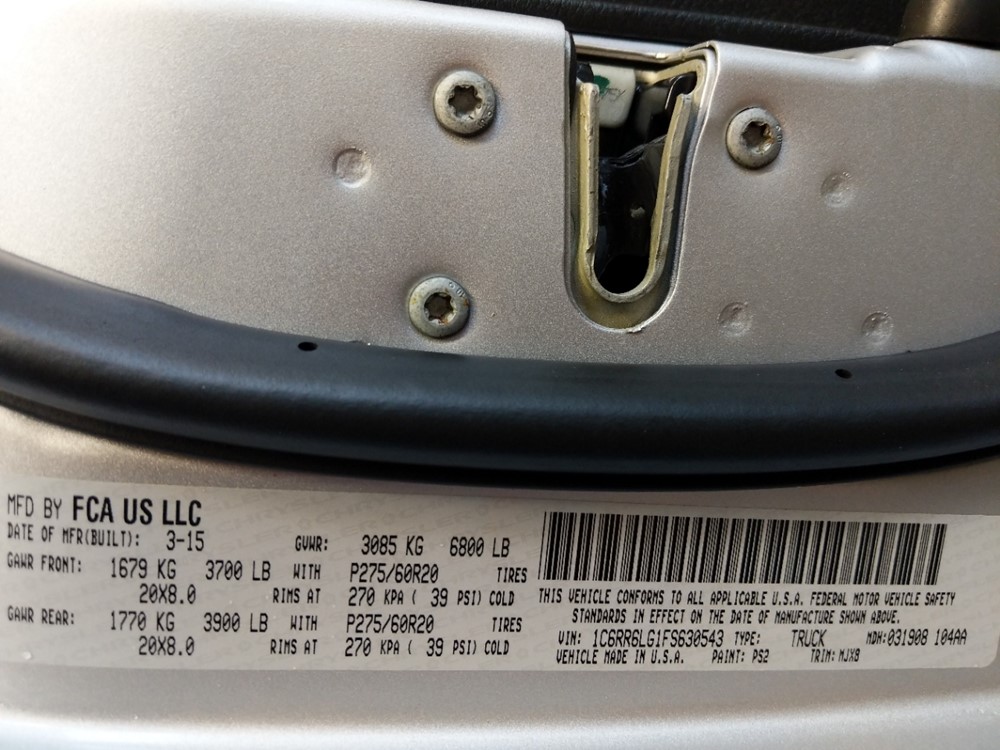 MFD BY FCA US LLC
DATE OF MFR(BUILT): 3-15 GVWR: 3085 KG 6800 LB
GAWR FRONT: 1679 KG 3700 LB WITH P275/60R20 TIRES
20X8.0 RIMS AT 270 KPA ( 39 PSI) COLD
GAWR REAR: 1770 KG 3900 LB WITH P275/60R20 TIRES
20X8.0 RIMS AT 270 KPA ( 39 PSI) COLD
THIS VEHICLE CONFORMS TO ALL APPLICABLE U.S.A. FEDERAL MOTOR VEHICLE SAFETY
STANDARDS IN EFFECT ON THE DATE OF MANUFACTURE SHOWN ABOVE.
VIN: 1C6RR6LG1FS630543 TYPE: TRUCK MDH:031908 104AA
VEHICLE MADE IN U.S.A. PAINT: PS2 TRIM: MJX8